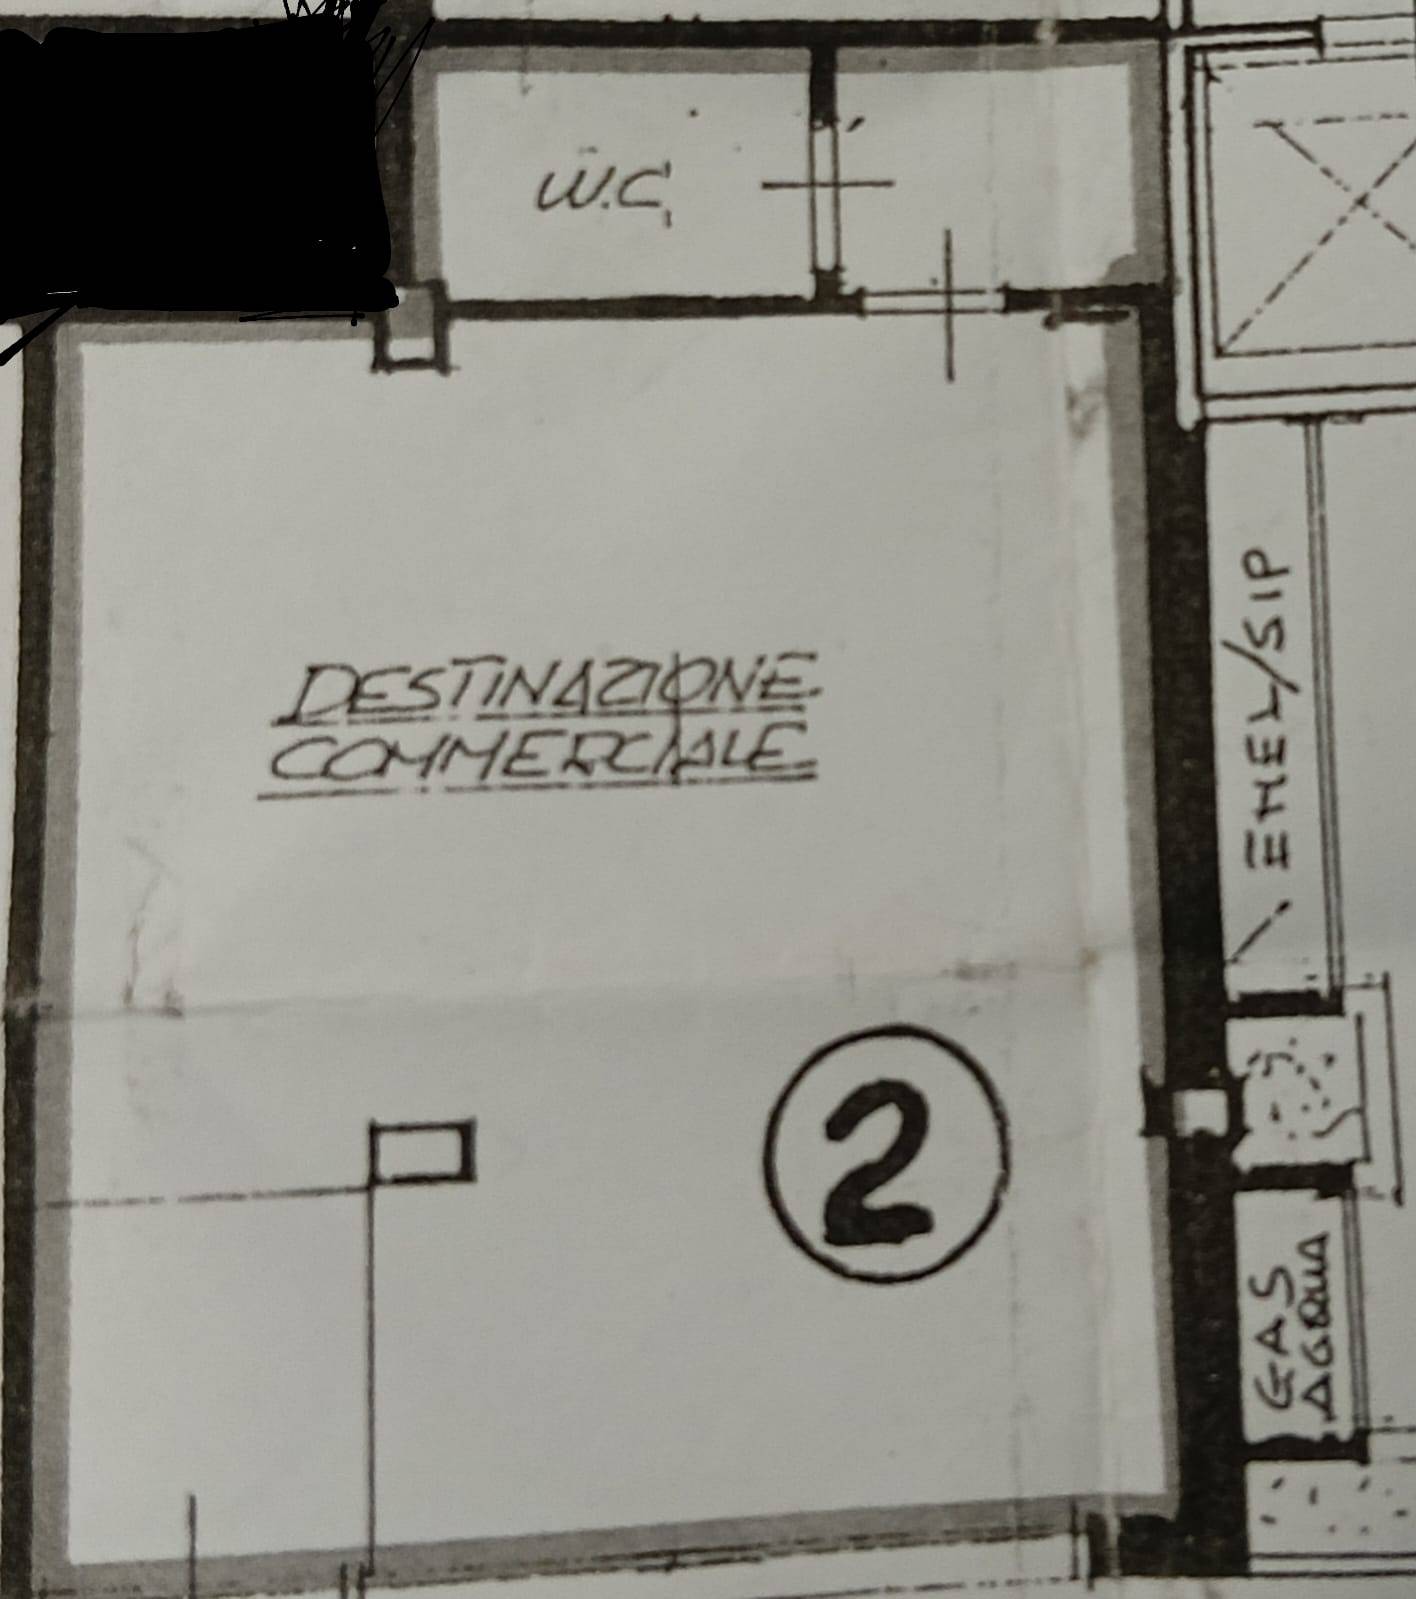 W.C.
DESTINAZIONE
COMMERCIALE
ENEL/SIP
2
GAS
ACQUA